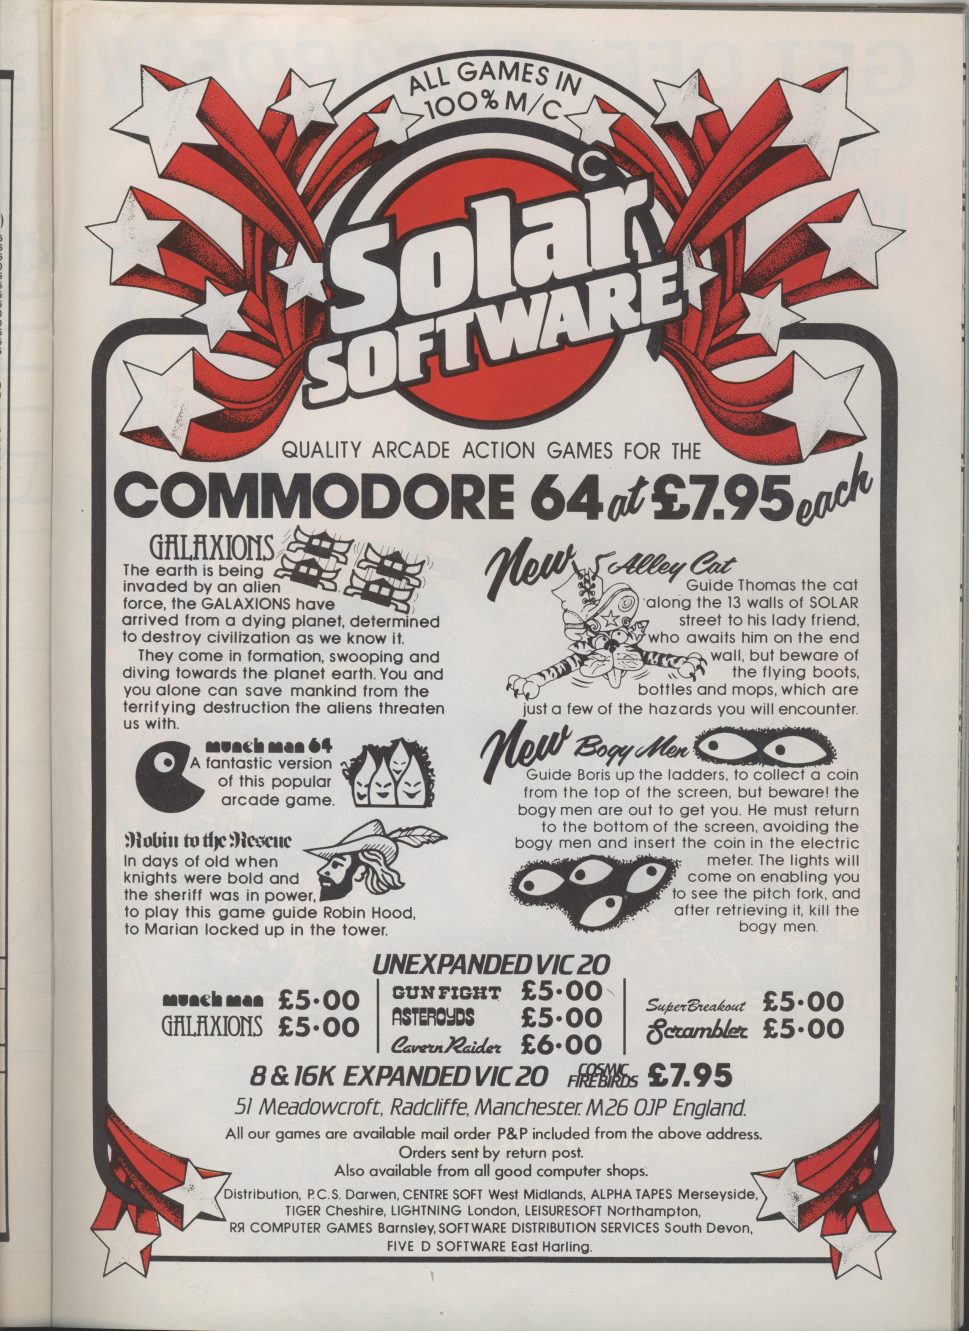 ALL GAMES IN
100% M/C
Solar
SOFTWARE
QUALITY ARCADE ACTION GAMES FOR THE
COMMODORE 64 at £7.95 each
GALAXIONS
The earth is being
invaded by an alien
force, the GALAXIONS have
arrived from a dying planet, determined
to destroy civilization as we know it.
They come in formation, swooping and
diving towards the planet earth. You and
you alone can save mankind from the
terrifying destruction the aliens threaten
us with.
munch man 64
A fantastic version
of this popular
arcade game.
Robin to the Rescue
In days of old when
knights were bold and
the sheriff was in power,
to play this game guide Robin Hood,
to Marian locked up in the tower.
New Alley Cat
Guide Thomas the cat
along the 13 walls of SOLAR
street to his lady friend,
who awaits him on the end
wall, but beware of
the flying boots,
bottles and mops, which are
just a few of the hazards you will encounter.
New Bogy Men
Guide Boris up the ladders, to collect a coin
from the top of the screen, but beware! the
bogy men are out to get you. He must return
to the bottom of the screen, avoiding the
bogy men and insert the coin in the electric
meter. The lights will
come on enabling you
to see the pitch fork, and
after retrieving it, kill the
bogy men.
UNEXPANDED VIC 20
munch man £5·00
GALAXIONS £5·00
GUNFIGHT £5·00
ASTEROYDS £5·00
Cavern Raider £6·00
Super Breakout £5·00
Scrambler £5·00
8 & 16K EXPANDED VIC 20 COSMIC FIREBIRDS £7.95
51 Meadowcroft, Radcliffe, Manchester. M26 OJP England.
All our games are available mail order P&P included from the above address.
Orders sent by return post.
Also available from all good computer shops.
Distribution, P.C.S. Darwen, CENTRE SOFT West Midlands, ALPHA TAPES Merseyside,
TIGER Cheshire, LIGHTNING London, LEISURESOFT Northampton,
RЯ COMPUTER GAMES Barnsley, SOFTWARE DISTRIBUTION SERVICES South Devon,
FIVE D SOFTWARE East Harling.